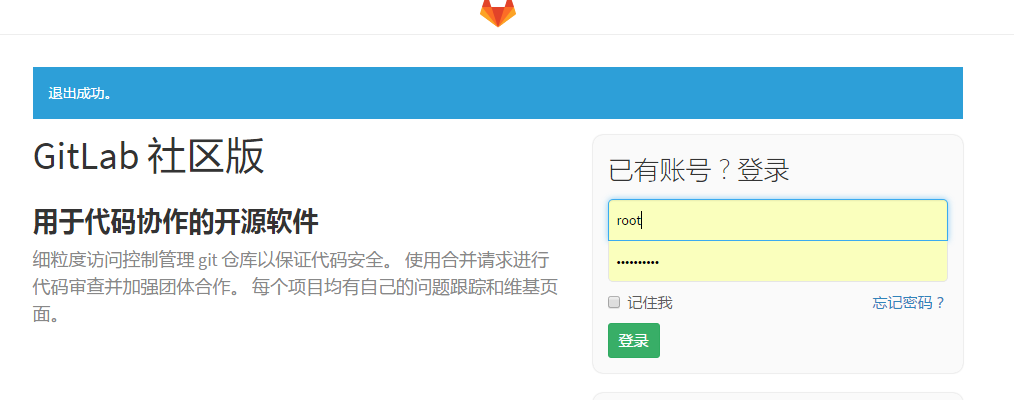 退出成功。
GitLab 社区版
用于代码协作的开源软件
细粒度访问控制管理 git 仓库以保证代码安全。 使用合并请求进行
代码审查并加强团体合作。 每个项目均有自己的问题跟踪和维基页
面。
已有账号？登录
root
••••••••••
记住我
忘记密码？
登录